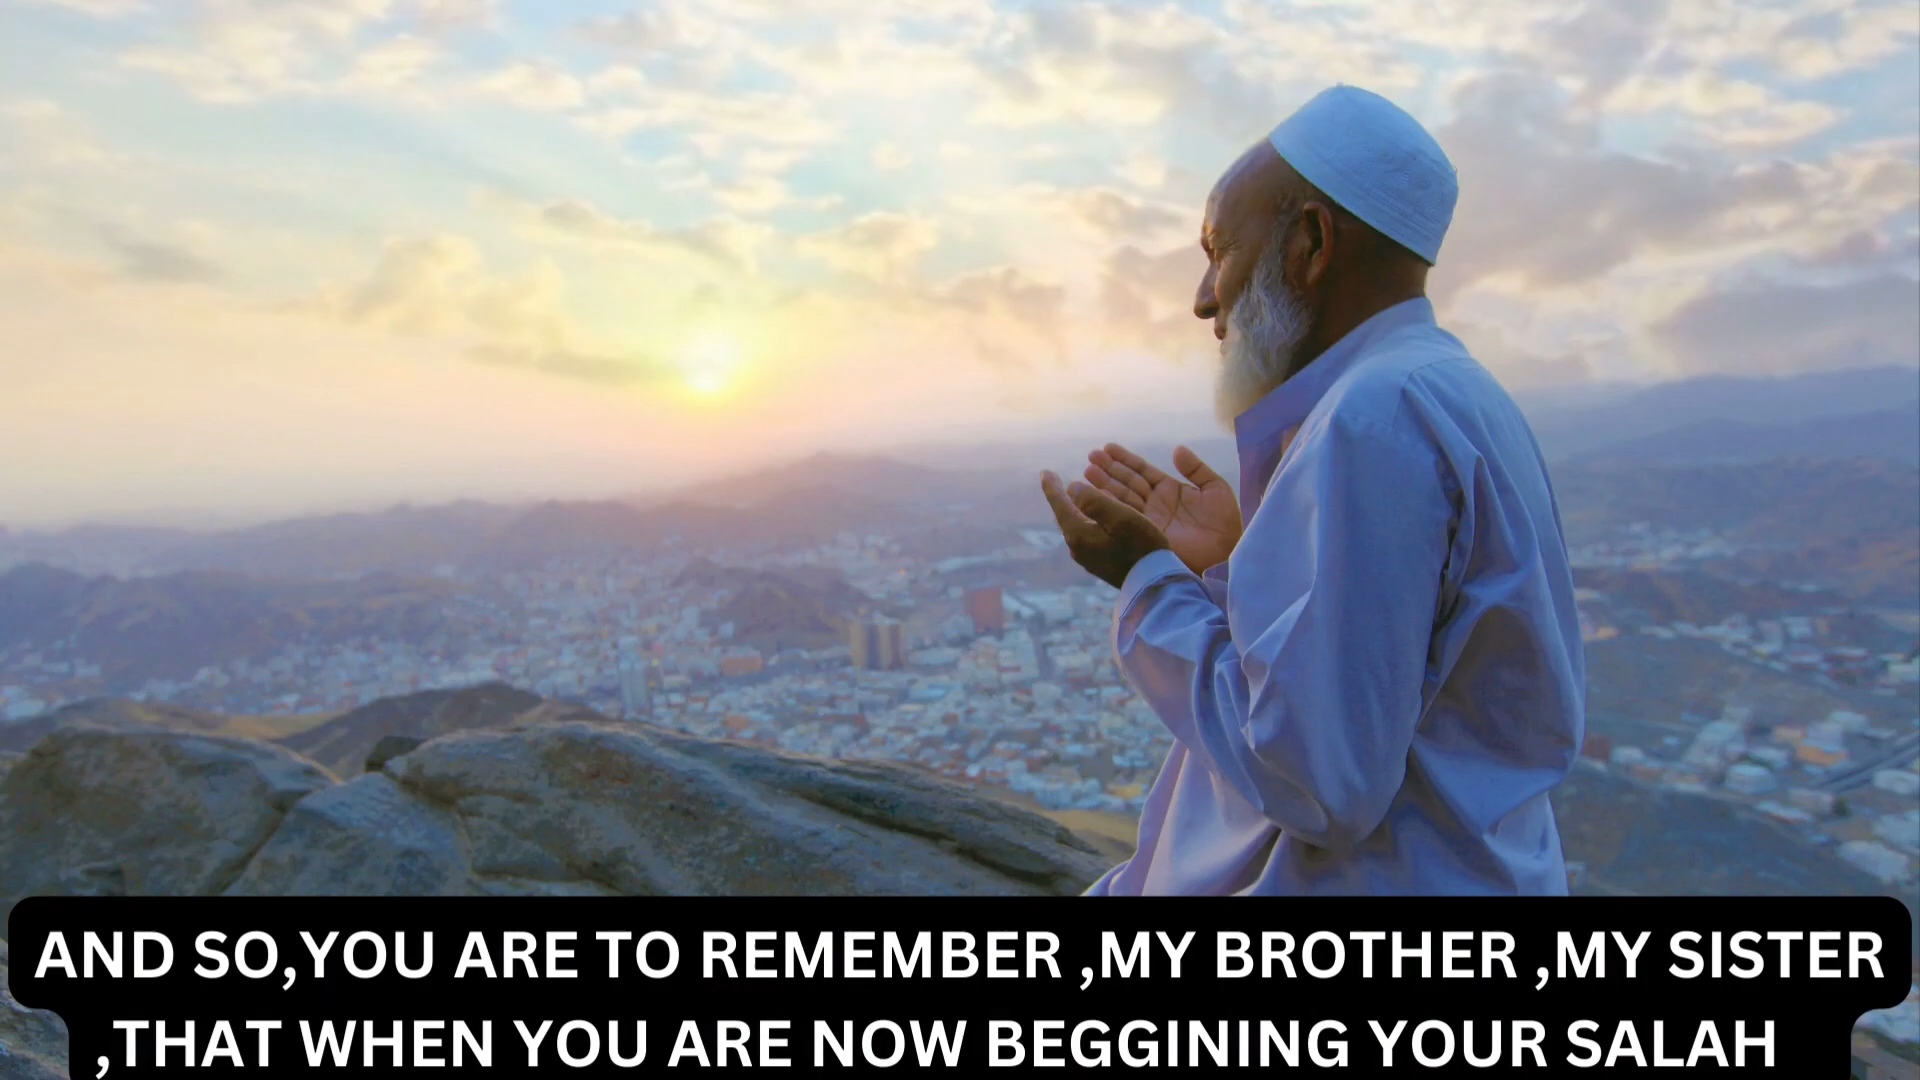 AND SO,YOU ARE TO REMEMBER ,MY BROTHER ,MY SISTER
,THAT WHEN YOU ARE NOW BEGGINING YOUR SALAH